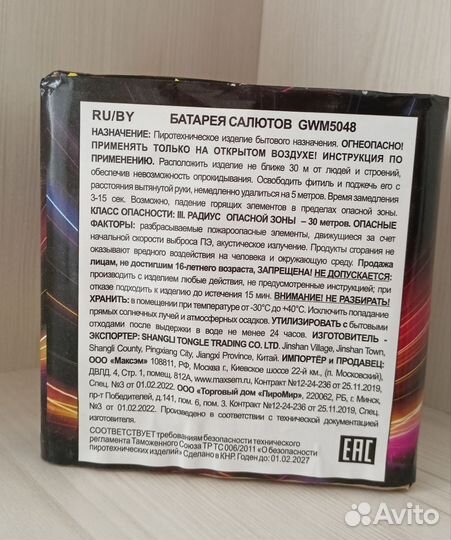 RU/BY БАТАРЕЯ САЛЮТОВ GWM5048
НАЗНАЧЕНИЕ: Пиротехническое изделие бытового назначения. ОГНЕОПАСНО!
ПРИМЕНЯТЬ ТОЛЬКО НА ОТКРЫТОМ ВОЗДУХЕ! ИНСТРУКЦИЯ ПО
ПРИМЕНЕНИЮ. Расположить изделие не ближе 30 м от людей и строений,
обеспечив невозможность опрокидывания. Освободить фитиль и поджечь его с
расстояния вытянутой руки, немедленно удалиться на 5 метров. Время замедления
3-15 сек. Возможно, падение горящих элементов в пределах опасной зоны.
КЛАСС ОПАСНОСТИ: III. РАДИУС ОПАСНОЙ ЗОНЫ – 30 метров. ОПАСНЫЕ
ФАКТОРЫ: разбрасываемые пожароопасные элементы, движущиеся за счет
начальной скорости выброса ПЭ, акустическое излучение. Продукты сгорания не
оказывают вредного воздействия на человека и окружающую среду. Продажа
лицам, не достигшим 16-летнего возраста, ЗАПРЕЩЕНА! НЕ ДОПУСКАЕТСЯ:
производить с изделием любые действия, не предусмотренные инструкцией; при
отказе подходить к изделию до истечения 15 мин. ВНИМАНИЕ! НЕ РАЗБИРАТЬ!
ХРАНИТЬ: в помещении при температуре от -30°С до +40°С. Исключить попадание
прямых солнечных лучей и атмосферных осадков. УТИЛИЗИРОВАТЬ с бытовыми
отходами после выдержки в воде не менее 24 часов. ИЗГОТОВИТЕЛЬ -
ЭКСПОРТЕР: SHANGLI TONGLE TRADING CO. LTD. Jinshan Village, Jinshan Town,
Shangli County, Pingxiang City, Jiangxi Province, Китай. ИМПОРТЁР и ПРОДАВЕЦ:
ООО «Максэм» 108811, РФ, Москва г., Киевское шоссе 22-й км., (п Московский),
ДВЛД. 4, Стр. 1, помещ. 812А, www.maxsem.ru, Контракт №12-24-236 от 25.11.2019,
Спец. №3 от 01.02.2022. ООО «Торговый дом «ПироМир», 220062, РБ, г. Минск,
пр-т Победителей, д.141, пом. 6, пом. 3. Контракт №12-24-236 от 25.11.2019, Спец.
№3 от 01.02.2022. Произведено в соответствии с технической документацией
изготовителя.
СООТВЕТСТВУЕТ требованиям безопасности технического
регламента Таможенного Союза ТР ТС 006/2011 «О безопасности
пиротехнических изделий» Сделано в КНР. Годен до: 01.02.2027
EAC
Avito